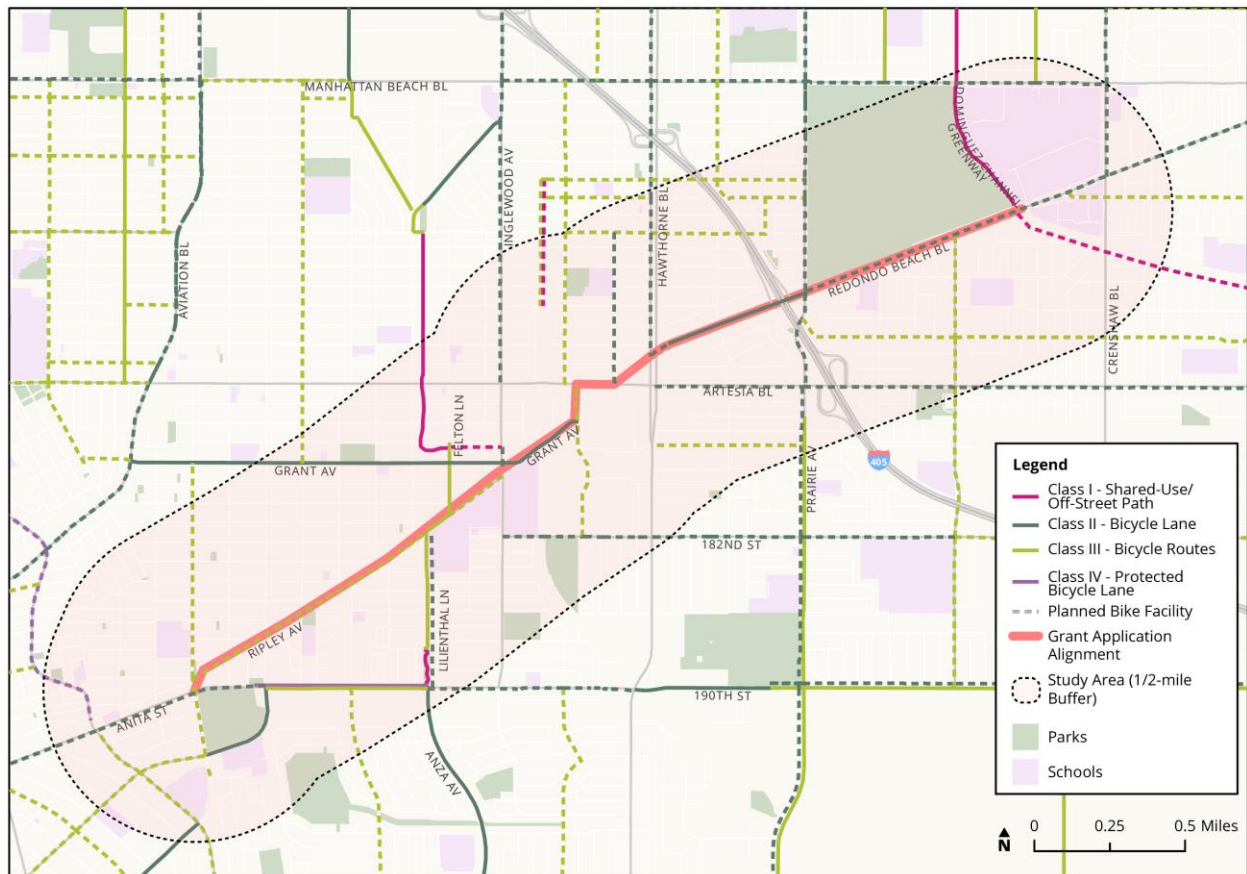 MANHATTAN BEACH BL
DOMINGUEZ CHANNEL
GREENWAY
INGLEWOOD AV
HAWTHORNE BL
AVIATION BL
REDONDO BEACH BL
CRENSHAW BL
ARTESIA BL
FELTON LN
GRANT AV
GRANT AV
PRAIRIE AV
405
182ND ST
LILIENTHAL LN
RIPLEY AV
190TH ST
ANITA ST
ANZA AV
Legend
Class I - Shared-Use/
Off-Street Path
Class II - Bicycle Lane
Class III - Bicycle Routes
Class IV - Protected
Bicycle Lane
Planned Bike Facility
Grant Application
Alignment
Study Area (1/2-mile
Buffer)
Parks
Schools
N
0 0.25 0.5 Miles